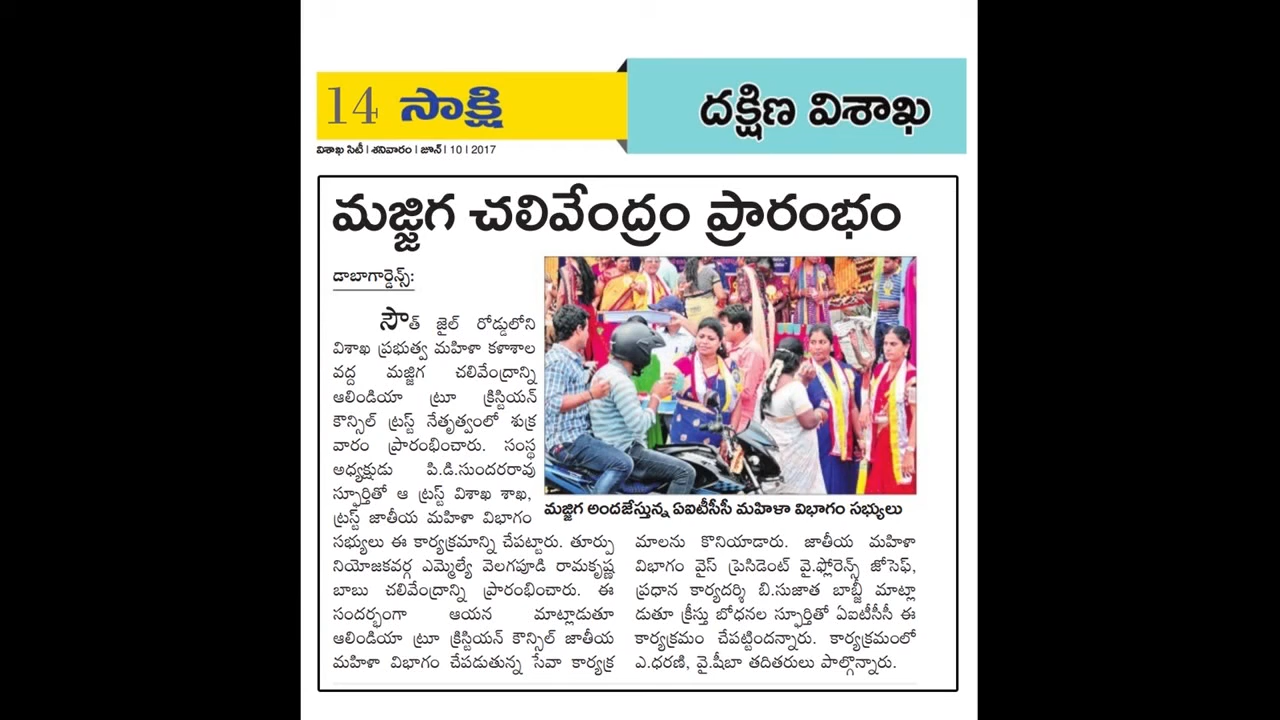 14 సాక్షి
దక్షిణ విశాఖ
విశాఖ సిటీ | శనివారం | జూన్ | 10 | 2017
మజ్జిగ చలివేంద్రం ప్రారంభం
డాబాగార్డెన్స్:
సౌత్ జైల్ రోడ్డులోని
విశాఖ ప్రభుత్వ మహిళా కళాశాల
వద్ద మజ్జిగ చలివేంద్రాన్ని
ఆలిండియా ట్రూ క్రిస్టియన్
కౌన్సిల్ ట్రస్ట్ నేతృత్వంలో శుక్ర
వారం ప్రారంభించారు. సంస్థ
అధ్యక్షుడు పి.డి.సుందరరావు
స్ఫూర్తితో ఆ ట్రస్ట్ విశాఖ శాఖ,
ట్రస్ట్ జాతీయ మహిళా విభాగం
సభ్యులు ఈ కార్యక్రమాన్ని చేపట్టారు. తూర్పు
నియోజకవర్గ ఎమ్మెల్యే వెలగపూడి రామకృష్ణ
బాబు చలివేంద్రాన్ని ప్రారంభించారు. ఈ
సందర్భంగా ఆయన మాట్లాడుతూ
ఆలిండియా ట్రూ క్రిస్టియన్ కౌన్సిల్ జాతీయ
మహిళా విభాగం చేపడుతున్న సేవా కార్యక్ర
మజ్జిగ అందజేస్తున్న ఏఐటీసీసీ మహిళా విభాగం సభ్యులు
మాలను కొనియాడారు. జాతీయ మహిళా
విభాగం వైస్ ప్రెసిడెంట్ వై.ఫ్లోరెన్స్ జోసెఫ్,
ప్రధాన కార్యదర్శి బి.సుజాత బాబ్జీ మాట్లా
డుతూ క్రీస్తు బోధనల స్ఫూర్తితో ఏఐటీసీసీ ఈ
కార్యక్రమం చేపట్టిందన్నారు. కార్యక్రమంలో
ఎ.ధరణి, వై.షీబా తదితరులు పాల్గొన్నారు.